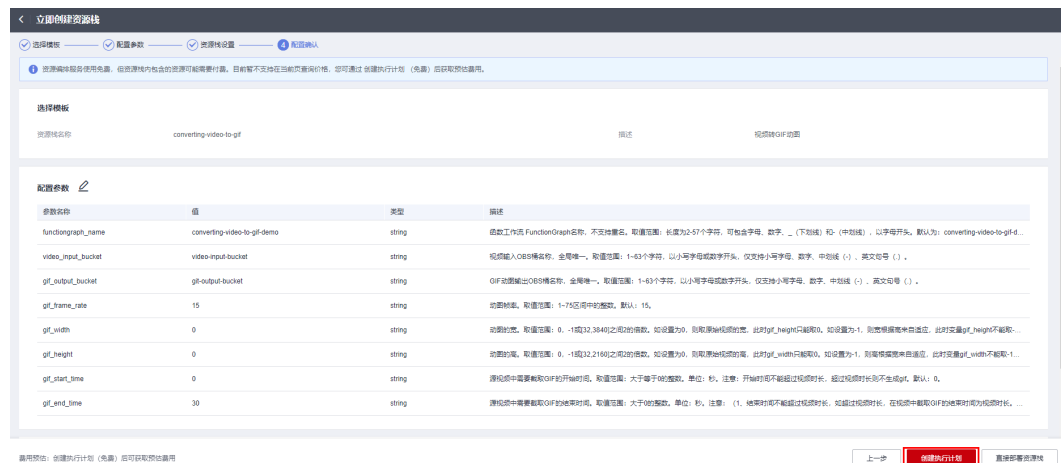 立即创建资源栈
选择模板 配置参数 资源栈设置 4 配置确认
资源编排服务使用免费，但资源栈内包含的资源可能需要付费。目前暂不支持在当前页查询价格，您可通过 创建执行计划 （免费）后获取预估费用。
选择模板
资源栈名称 converting-video-to-gif 描述 视频转GIF动图
配置参数
参数名称 值 类型 描述
functiongraph_name converting-video-to-gif-demo string 函数工作流 FunctionGraph名称，不支持重名。取值范围：长度为2-57个字符，可包含字母、数字、_（下划线）和-（中划线），以字母开头。默认为：converting-video-to-gif-d...
video_input_bucket video-input-bucket string 视频输入OBS桶名称，全局唯一。取值范围：1~63个字符，以小写字母或数字开头，仅支持小写字母、数字、中划线（-）、英文句号（.）。
gif_output_bucket gif-output-bucket string GIF动图输出OBS桶名称，全局唯一。取值范围：1~63个字符，以小写字母或数字开头，仅支持小写字母、数字、中划线（-）、英文句号（.）。
gif_frame_rate 15 string 动图帧率。取值范围：1~75区间中的整数。默认：15。
gif_width 0 string 动图的宽。取值范围：0，-1或[32,3840]之间2的倍数。如设置为0，则取原始视频的宽，此时gif_height只能取0。如设置为-1，则宽根据高来自适应，此时变量gif_height不能取-...
gif_height 0 string 动图的高。取值范围：0，-1或[32,2160]之间2的倍数。如设置为0，则取原始视频的高，此时gif_width只能取0。如设置为-1，则高根据宽来自适应，此时变量gif_width不能取-1...
gif_start_time 0 string 源视频中需要截取GIF的开始时间。取值范围：大于等于0的整数。单位：秒。注意：开始时间不能超过视频时长，超过视频时长则不生成gif。默认：0。
gif_end_time 30 string 源视频中需要截取GIF的结束时间。取值范围：大于0的整数。单位：秒。注意：（1、结束时间不能超过视频时长，如超过视频时长，在视频中截取GIF的结束时间为视频时长。...
费用预估：创建执行计划（免费）后可获取预估费用 上一步 创建执行计划 直接部署资源栈